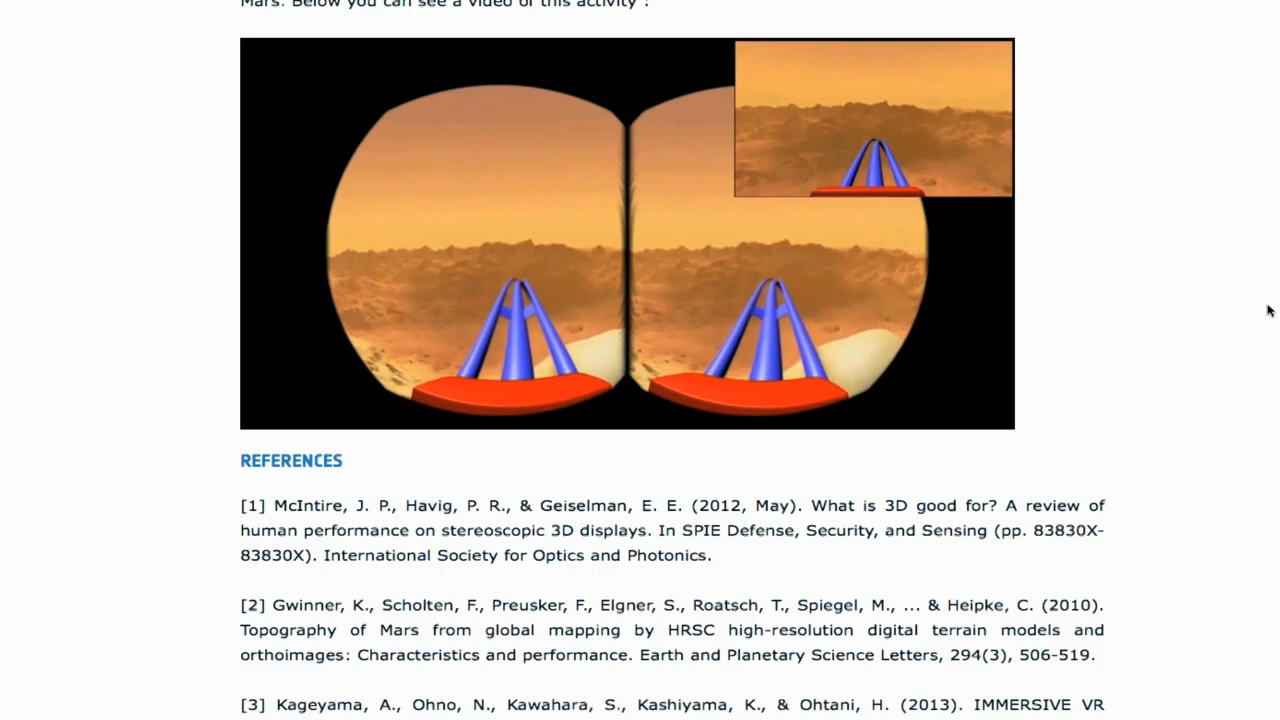 Mars. Below you can see a video of this activity :
REFERENCES
[1] McIntire, J. P., Havig, P. R., & Geiselman, E. E. (2012, May). What is 3D good for? A review of
human performance on stereoscopic 3D displays. In SPIE Defense, Security, and Sensing (pp. 83830X-
83830X). International Society for Optics and Photonics.
[2] Gwinner, K., Scholten, F., Preusker, F., Elgner, S., Roatsch, T., Spiegel, M., ... & Heipke, C. (2010).
Topography of Mars from global mapping by HRSC high-resolution digital terrain models and
orthoimages: Characteristics and performance. Earth and Planetary Science Letters, 294(3), 506-519.
[3] Kageyama, A., Ohno, N., Kawahara, S., Kashiyama, K., & Ohtani, H. (2013). IMMERSIVE VR